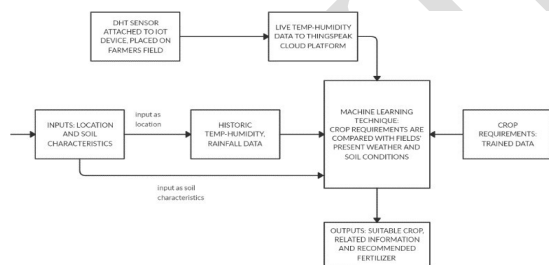 DHT SENSOR
ATTACHED TO IOT
DEVICE, PLACED ON
FARMERS FIELD
LIVE TEMP-HUMIDITY
DATA TO THINGSPEAK
CLOUD PLATFORM
INPUTS: LOCATION
AND SOIL
CHARACTERISTICS
input as
location
HISTORIC
TEMP-HUMIDITY,
RAINFALL DATA
MACHINE LEARNING
TECHNIQUE:
CROP REQUIREMENTS ARE
COMPARED WITH FIELDS'
PRESENT WEATHER AND
SOIL CONDITIONS
CROP
REQUIREMENTS:
TRAINED DATA
input as soil
characteristics
OUTPUTS: SUITABLE CROP,
RELATED INFORMATION
AND RECOMMENDED
FERTILIZER